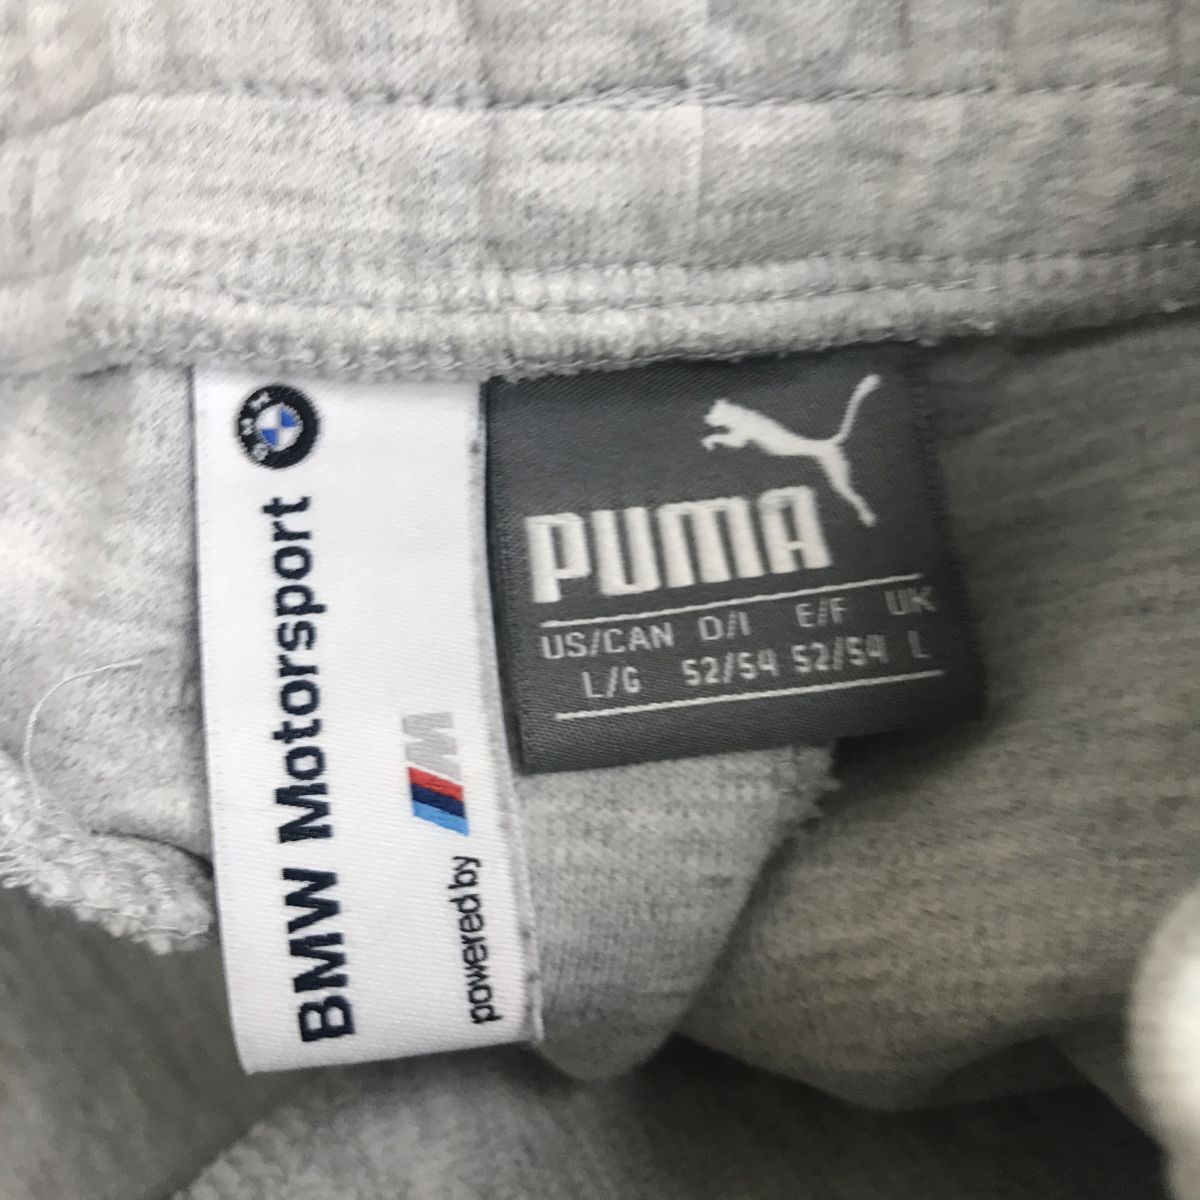 BMW Motorsport
powered by M
PUMA
US/CAN D/I E/F UK
L/G 52/54 52/54 L